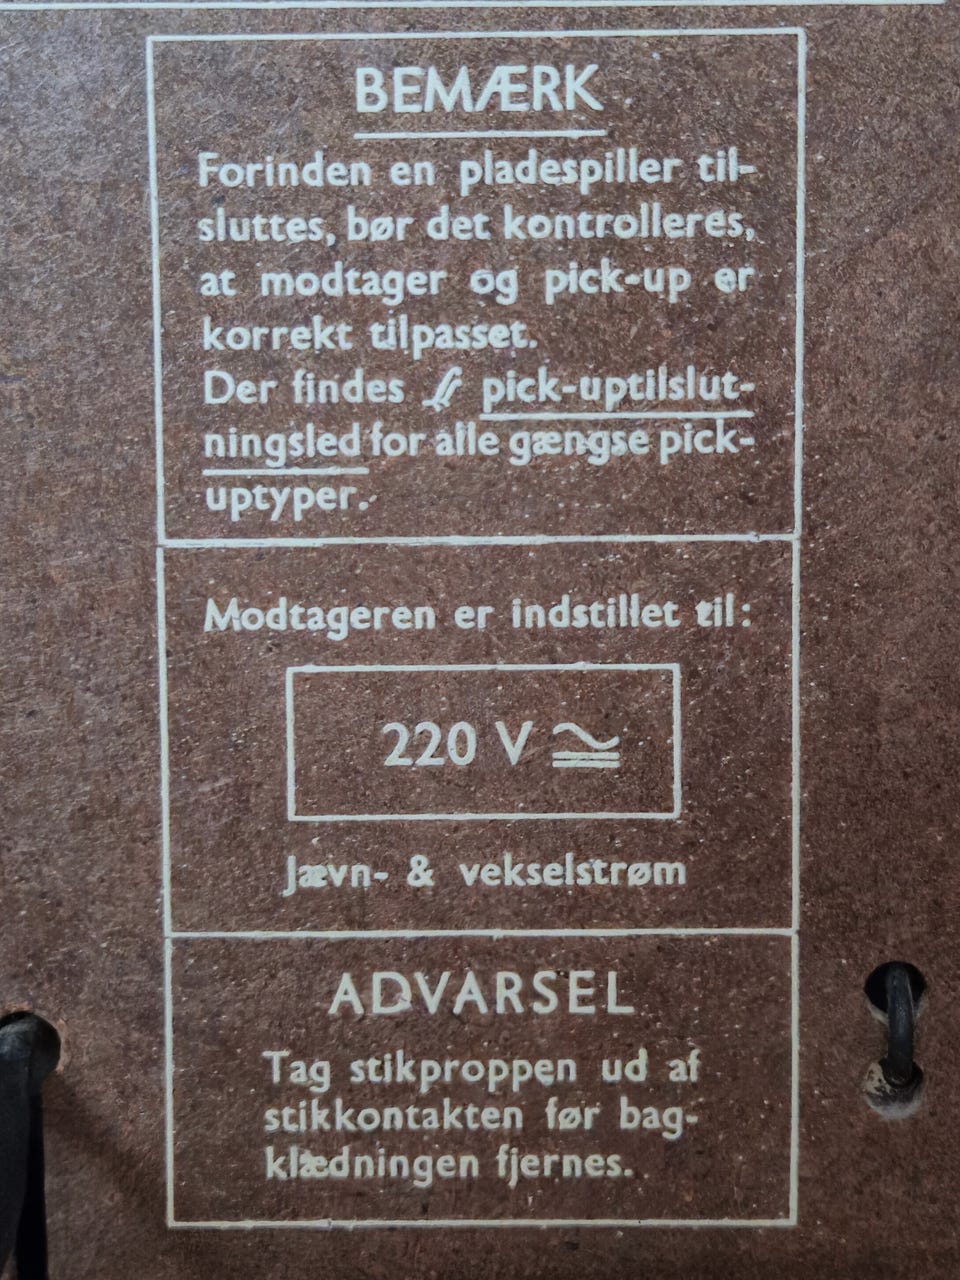 BEMÆRK
Forinden en pladespiller til-
sluttes, bør det kontrolleres,
at modtager og pick-up er
korrekt tilpasset.
Der findes pick-uptilslut-
ningsled for alle gængse pick-
uptyper.
Modtageren er indstillet til:
220 V ≅
Jævn- & vekselstrøm
ADVARSEL
Tag stikproppen ud af
stikkontakten før bag-
klædningen fjernes.